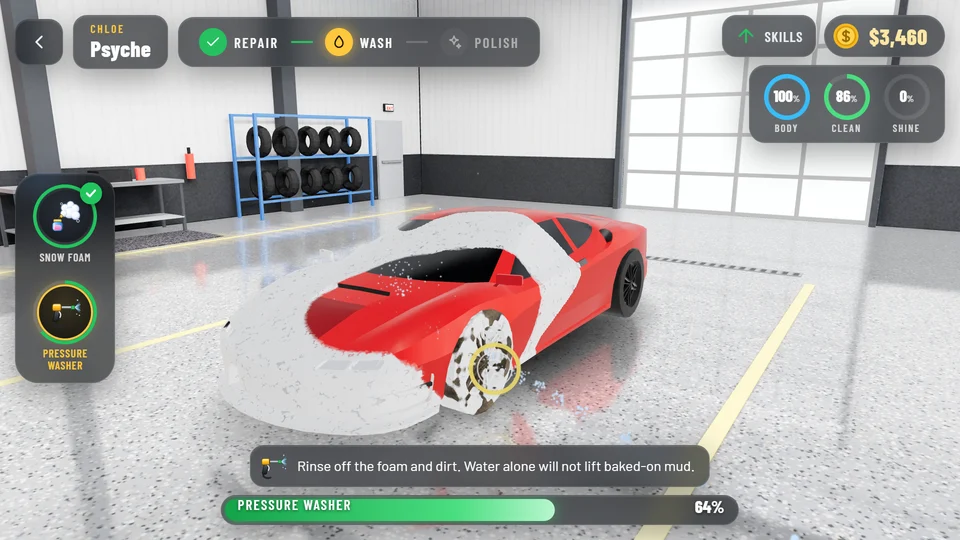 CHLOE
Psyche
REPAIR
WASH
POLISH
SKILLS
$3,460
100%
86%
0%
BODY
CLEAN
SHINE
SNOW FOAM
PRESSURE
WASHER
Rinse off the foam and dirt. Water alone will not lift baked-on mud.
PRESSURE WASHER
64%